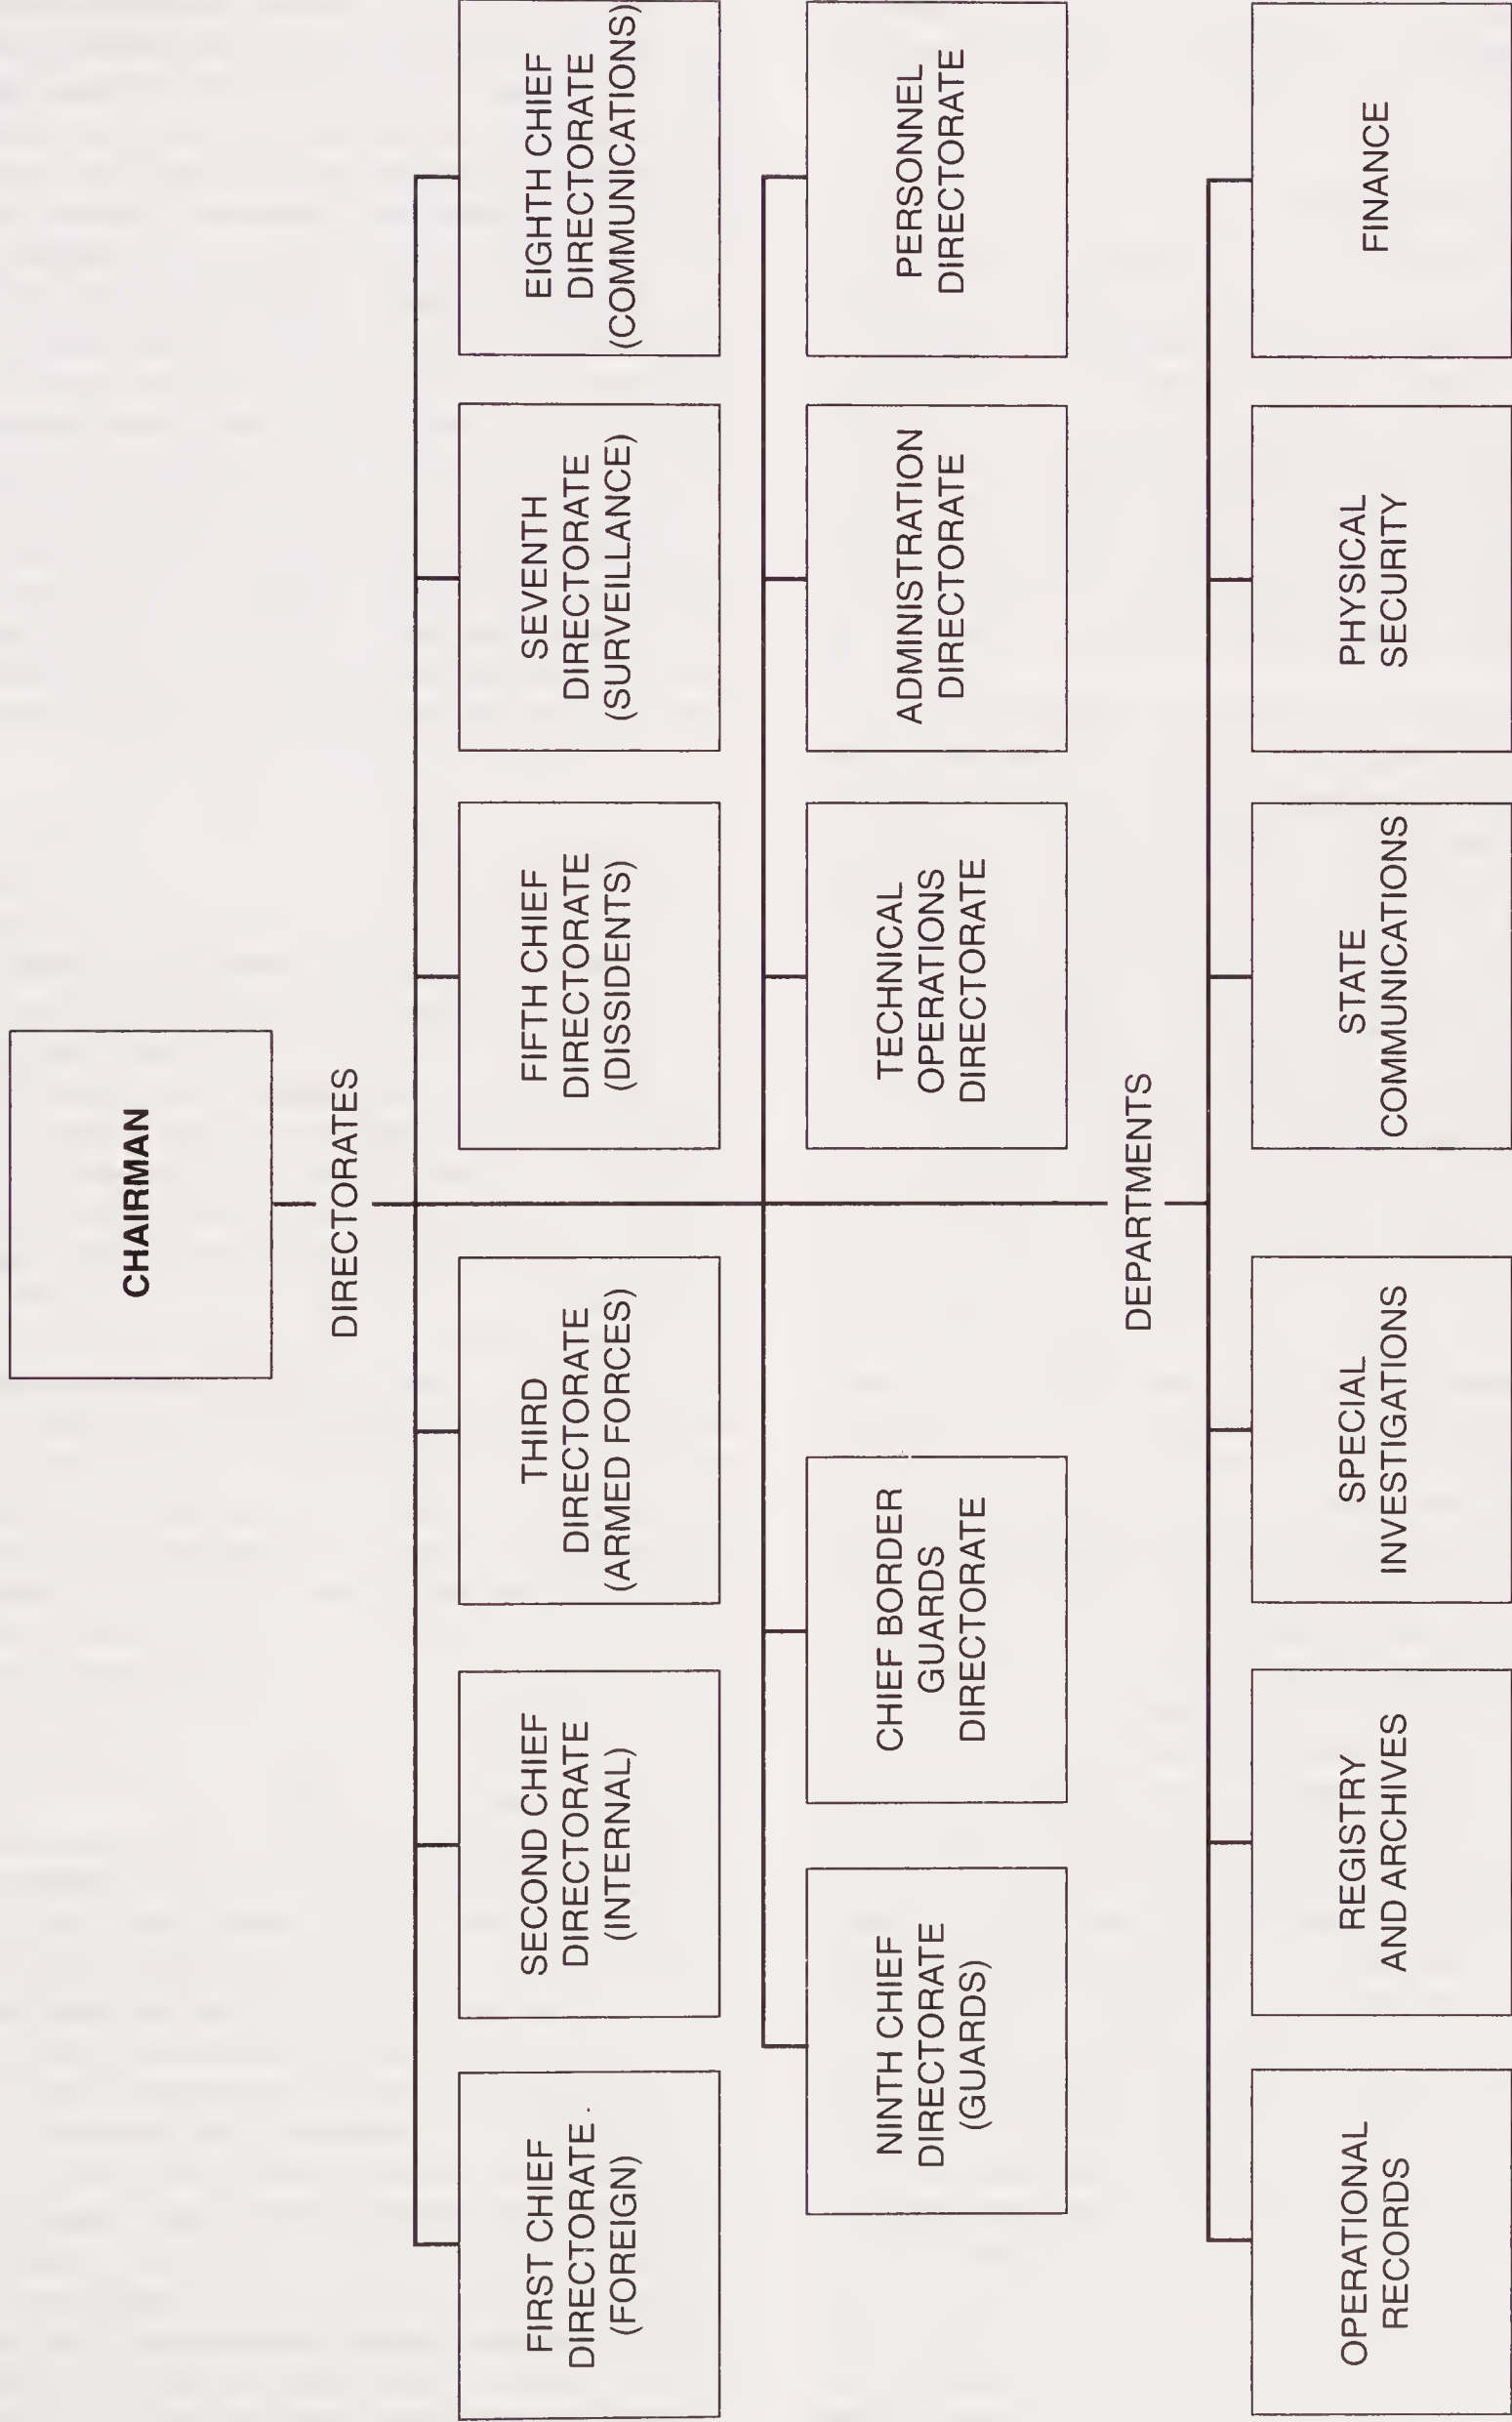 CHAIRMAN
DIRECTORATES
FIRST CHIEF
DIRECTORATE
(FOREIGN)
SECOND CHIEF
DIRECTORATE
(INTERNAL)
THIRD
DIRECTORATE
(ARMED FORCES)
FIFTH CHIEF
DIRECTORATE
(DISSIDENTS)
SEVENTH
DIRECTORATE
(SURVEILLANCE)
EIGHTH CHIEF
DIRECTORATE
(COMMUNICATIONS)
NINTH CHIEF
DIRECTORATE
(GUARDS)
CHIEF BORDER
GUARDS
DIRECTORATE
TECHNICAL
OPERATIONS
DIRECTORATE
ADMINISTRATION
DIRECTORATE
PERSONNEL
DIRECTORATE
DEPARTMENTS
OPERATIONAL
RECORDS
REGISTRY
AND ARCHIVES
SPECIAL
INVESTIGATIONS
STATE
COMMUNICATIONS
PHYSICAL
SECURITY
FINANCE